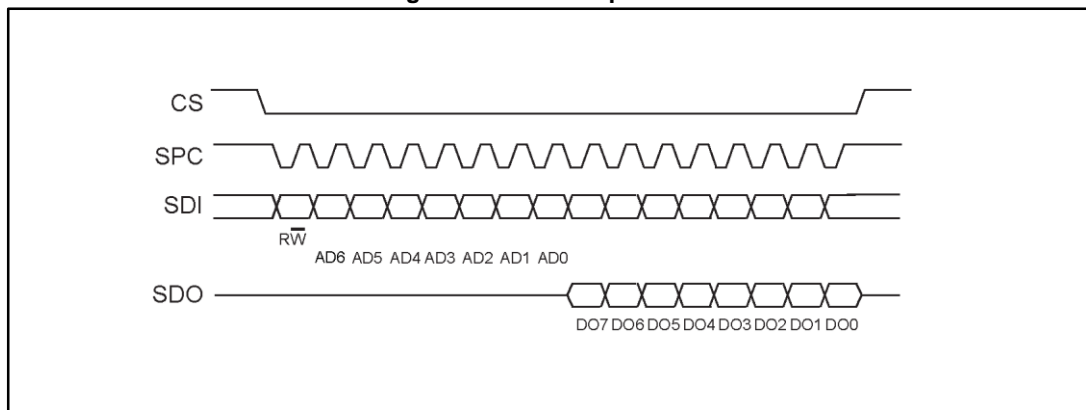 CS
SPC
SDI
RW̅
AD6 AD5 AD4 AD3 AD2 AD1 AD0
SDO
DO7 DO6 DO5 DO4 DO3 DO2 DO1 DO0